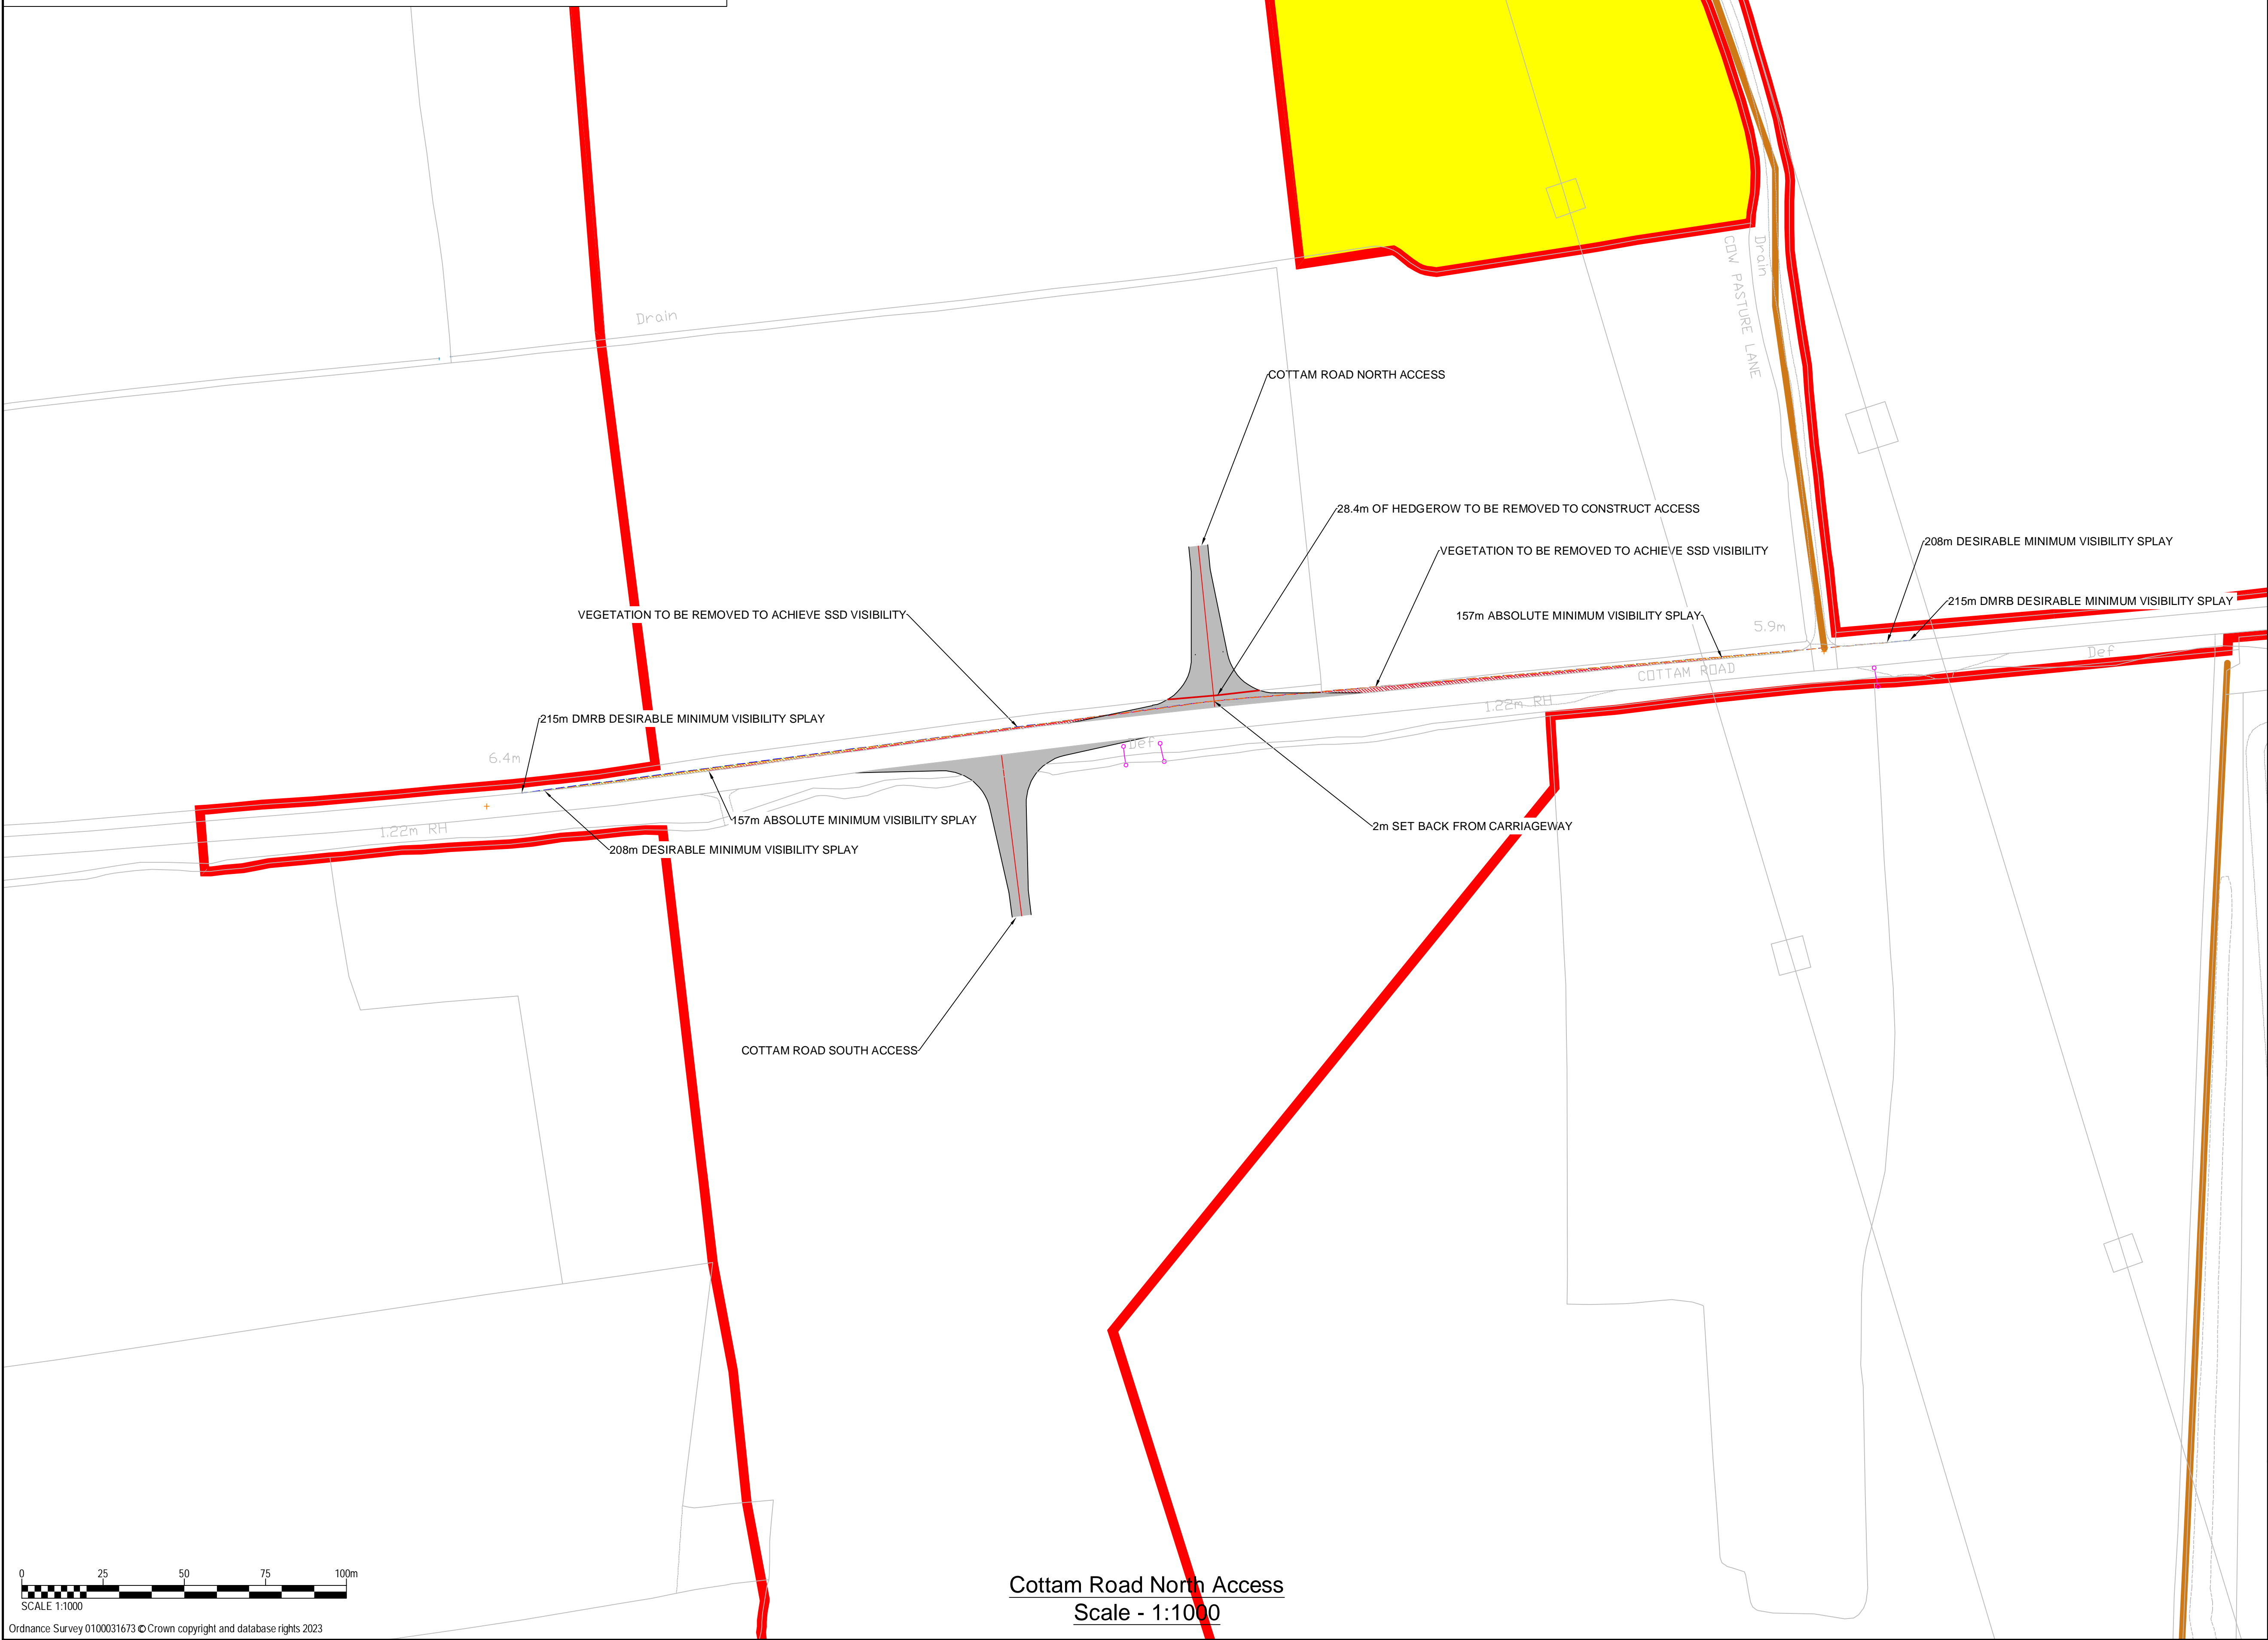 Drain
COW PASTURE LANE
Drain
COTTAM ROAD NORTH ACCESS
28.4m OF HEDGEROW TO BE REMOVED TO CONSTRUCT ACCESS
VEGETATION TO BE REMOVED TO ACHIEVE SSD VISIBILITY
208m DESIRABLE MINIMUM VISIBILITY SPLAY
VEGETATION TO BE REMOVED TO ACHIEVE SSD VISIBILITY
157m ABSOLUTE MINIMUM VISIBILITY SPLAY
215m DMRB DESIRABLE MINIMUM VISIBILITY SPLAY
5.9m
Def
COTTAM ROAD
1.22m RH
215m DMRB DESIRABLE MINIMUM VISIBILITY SPLAY
Def
6.4m
157m ABSOLUTE MINIMUM VISIBILITY SPLAY
2m SET BACK FROM CARRIAGEWAY
1.22m RH
208m DESIRABLE MINIMUM VISIBILITY SPLAY
COTTAM ROAD SOUTH ACCESS
0 25 50 75 100m
SCALE 1:1000
Ordnance Survey 0100031673 © Crown copyright and database rights 2023
Cottam Road North Access
Scale - 1:1000